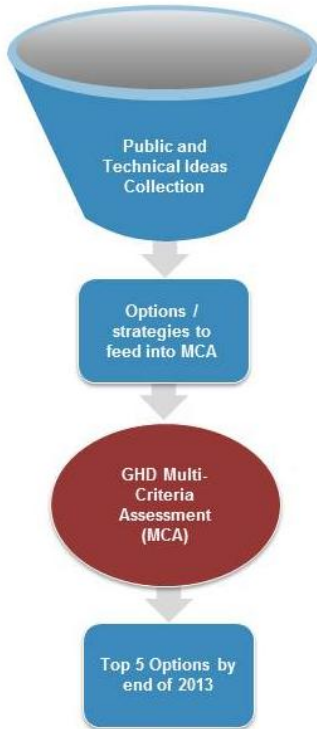 Public and
Technical Ideas
Collection
Options /
strategies to
feed into MCA
GHD Multi-
Criteria
Assessment
(MCA)
Top 5 Options by
end of 2013